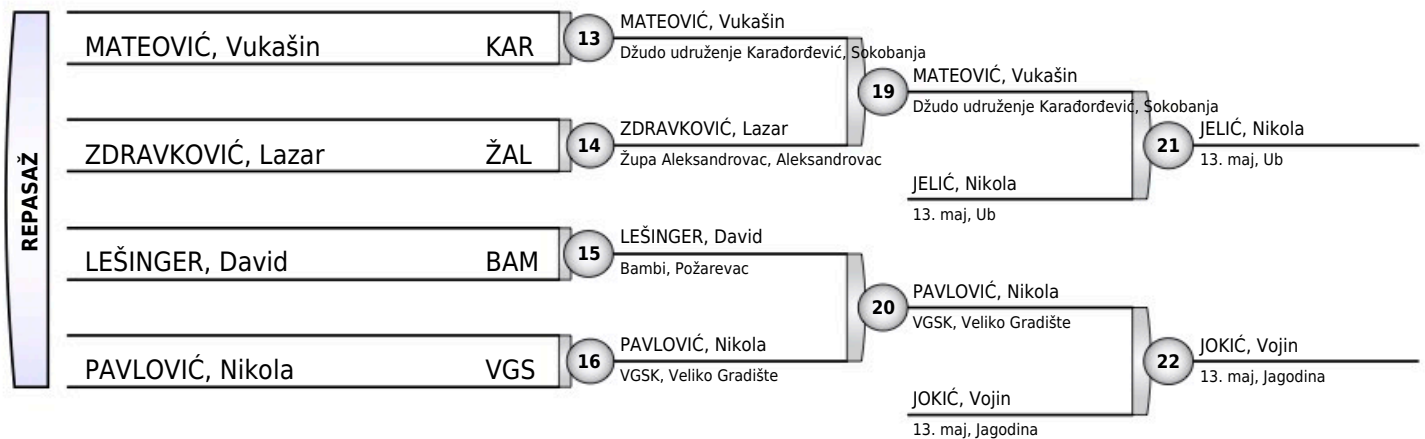 REPASAŽ
MATEOVIĆ, Vukašin KAR
13
MATEOVIĆ, Vukašin
Džudo udruženje Karađorđević, Sokobanja
ZDRAVKOVIĆ, Lazar ŽAL
14
ZDRAVKOVIĆ, Lazar
Župa Aleksandrovac, Aleksandrovac
19
MATEOVIĆ, Vukašin
Džudo udruženje Karađorđević, Sokobanja
JELIĆ, Nikola
13. maj, Ub
21
JELIĆ, Nikola
13. maj, Ub
LEŠINGER, David BAM
15
LEŠINGER, David
Bambi, Požarevac
PAVLOVIĆ, Nikola VGS
16
PAVLOVIĆ, Nikola
VGSK, Veliko Gradište
20
PAVLOVIĆ, Nikola
VGSK, Veliko Gradište
JOKIĆ, Vojin
13. maj, Jagodina
22
JOKIĆ, Vojin
13. maj, Jagodina